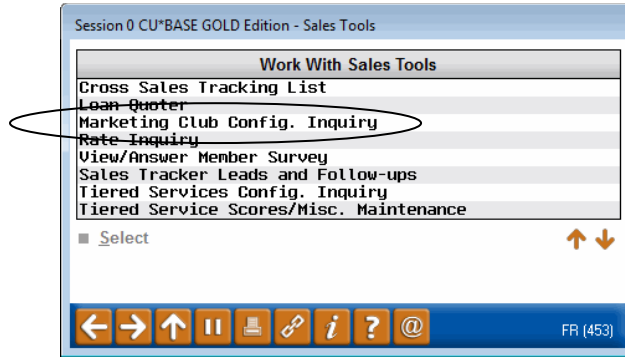 Session 0 CU*BASE GOLD Edition - Sales Tools
Work With Sales Tools
Cross Sales Tracking List
Loan Quoter
Marketing Club Config. Inquiry
Rate Inquiry
View/Answer Member Survey
Sales Tracker Leads and Follow-ups
Tiered Services Config. Inquiry
Tiered Service Scores/Misc. Maintenance
Select
FR (453)